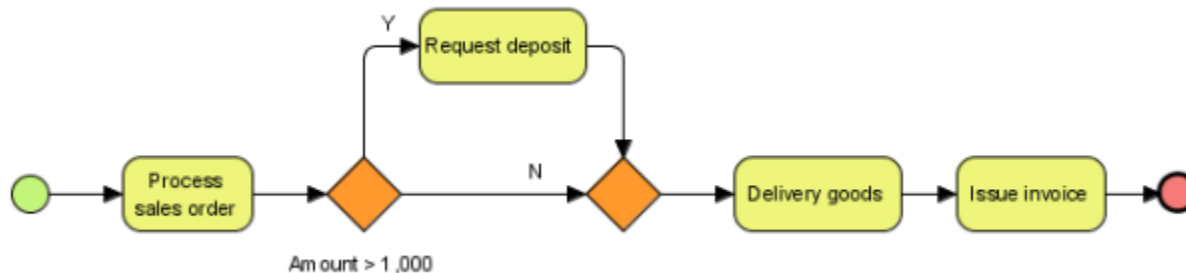 Y
Request deposit
Process
sales order
N
Delivery goods
Issue invoice
Amount > 1,000